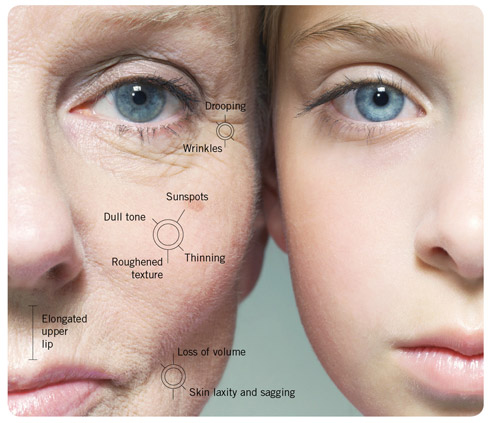 Drooping
Wrinkles
Sunspots
Dull tone
Roughened
texture
Thinning
Elongated
upper
lip
Loss of volume
Skin laxity and sagging